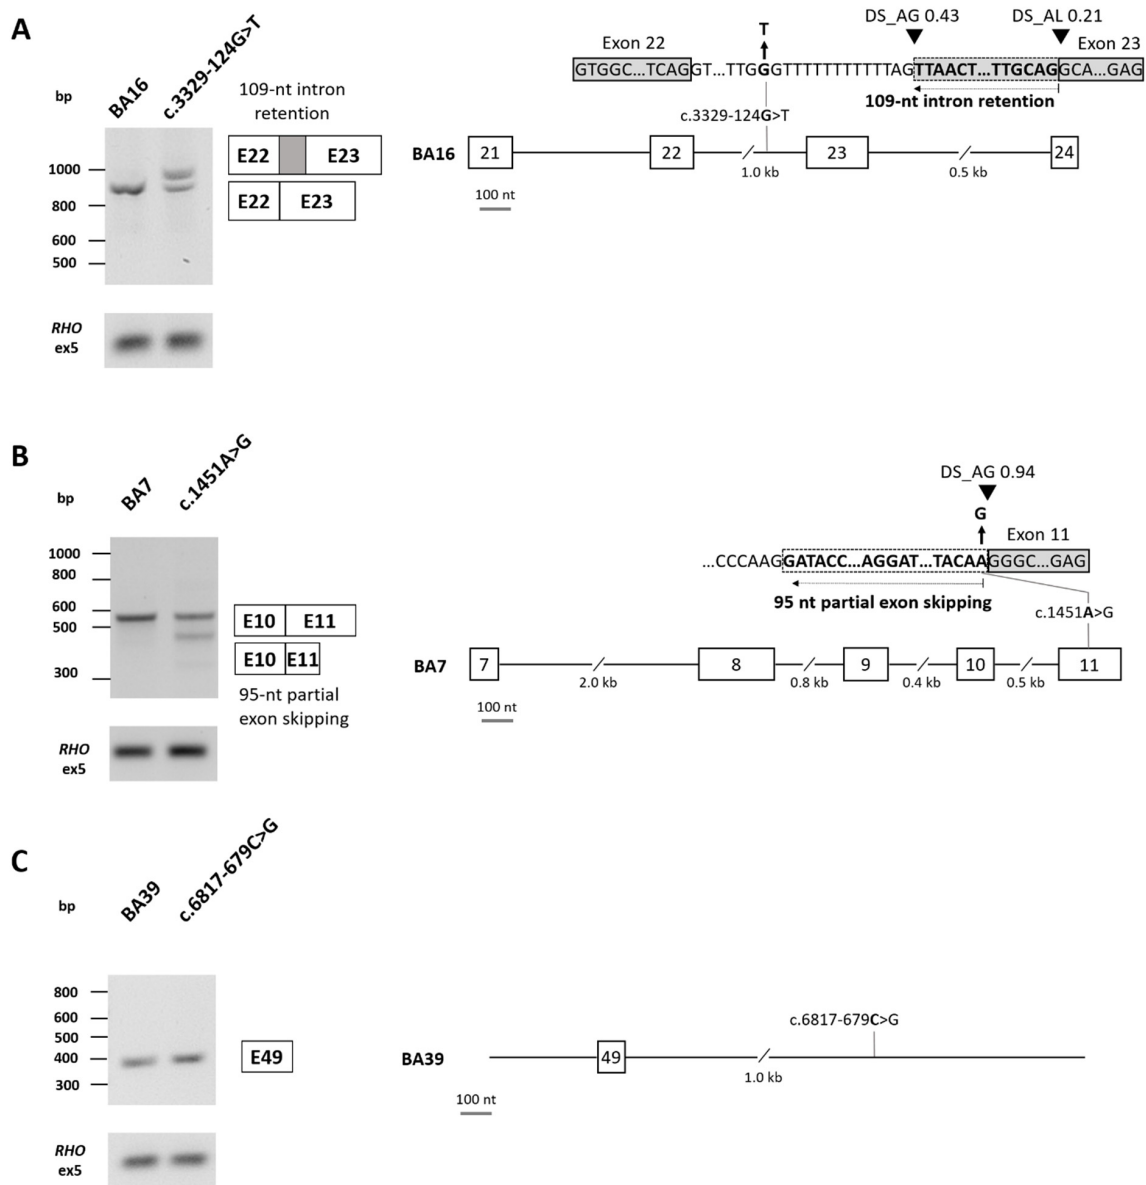 A
bp
BA16
c.3329-124G>T
1000
800
600
500
RHO
ex5
109-nt intron
retention
E22 E23
E22 E23
DS_AG 0.43 DS_AL 0.21
T
Exon 22 Exon 23
GTGGC...TCAGGT...TTGGGTTTTTTTTTTTAGTTAACT...TTGCAGGCA...GAG
109-nt intron retention
c.3329-124G>T
BA16 21 22 23 24
1.0 kb 0.5 kb
100 nt
B
bp
BA7
c.1451A>G
1000
800
600
500
300
RHO
ex5
E10 E11
E10 E11
95-nt partial
exon skipping
DS_AG 0.94
G
Exon 11
...CCCAAGGATACC...AGGAT...TACAAGGGC...GAG
95 nt partial exon skipping
c.1451A>G
BA7 7 8 9 10 11
2.0 kb 0.8 kb 0.4 kb 0.5 kb
100 nt
C
bp
BA39
c.6817-679C>G
800
600
500
400
300
RHO
ex5
E49
c.6817-679C>G
BA39 49
1.0 kb
100 nt